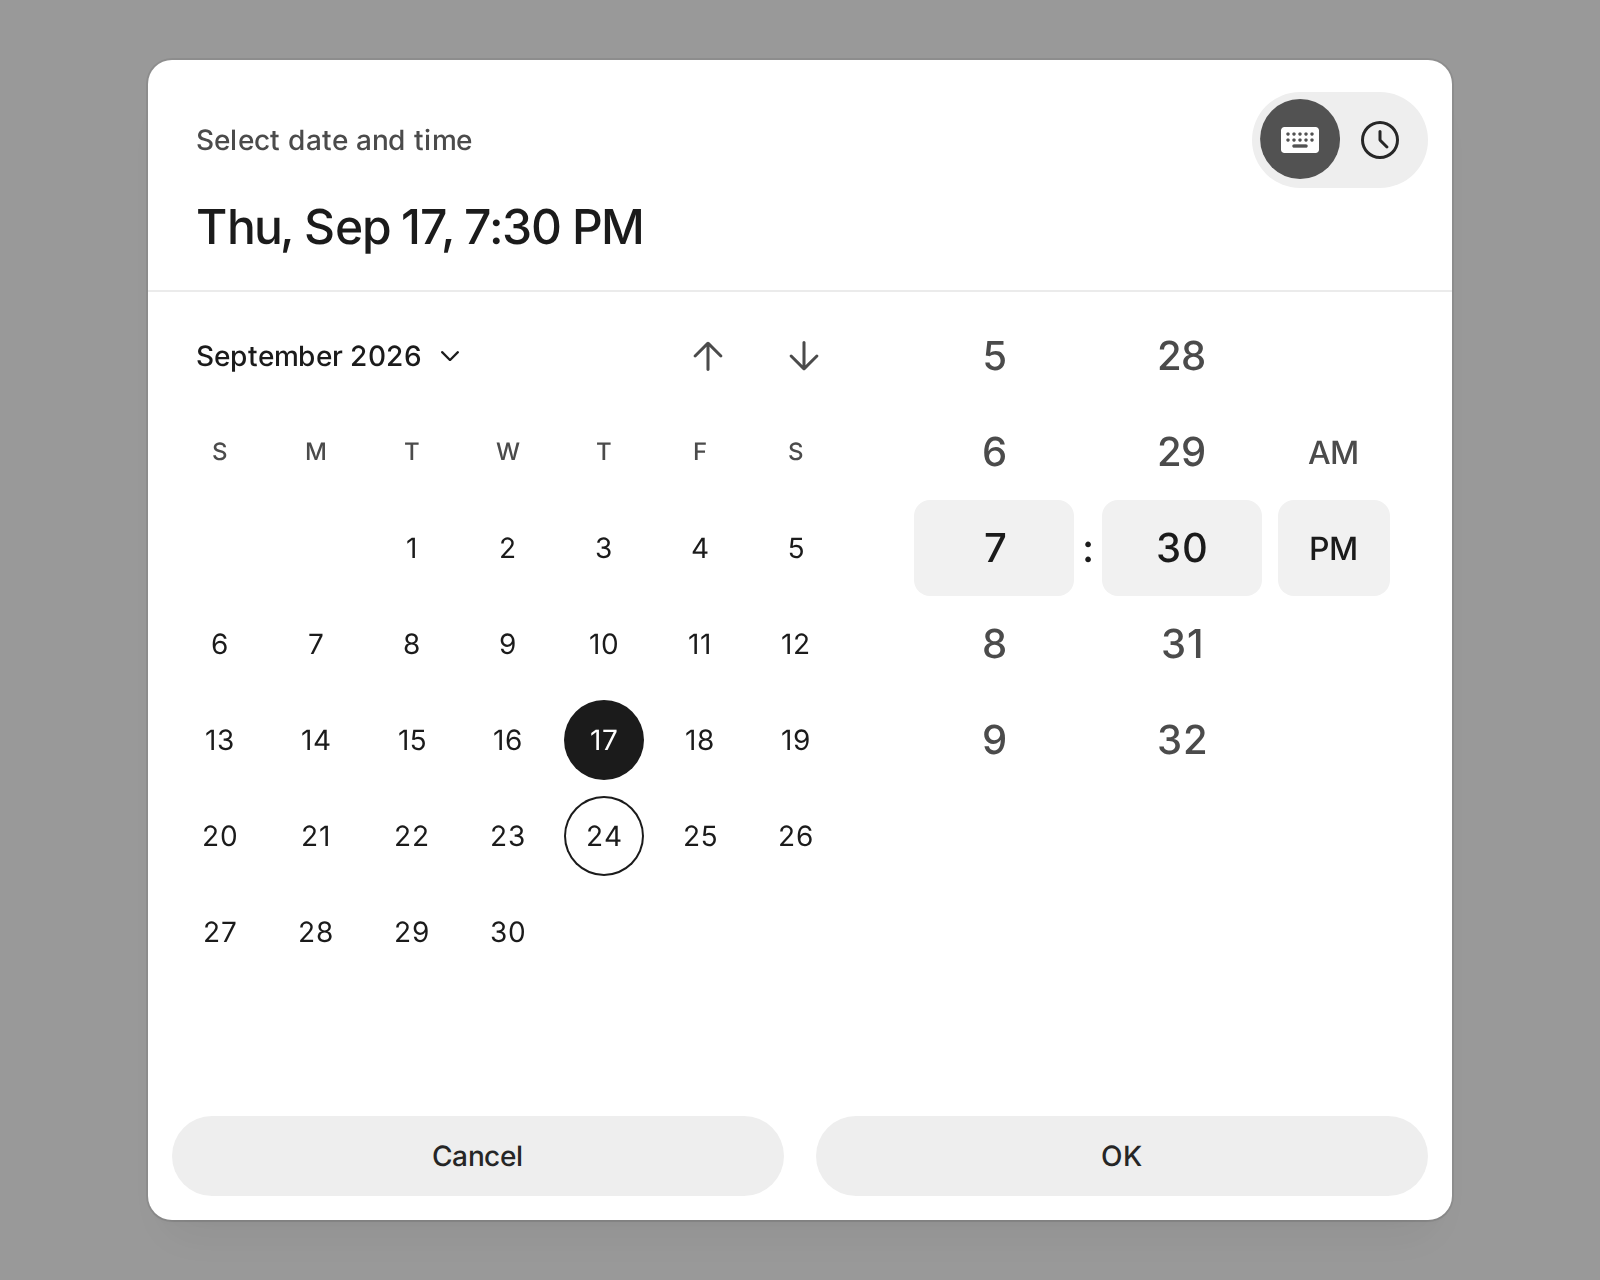 Select date and time
Thu, Sep 17, 7:30 PM
September 2026
S M T W T F S
1 2 3 4 5
6 7 8 9 10 11 12
13 14 15 16 17 18 19
20 21 22 23 24 25 26
27 28 29 30
5 28
6 29 AM
7 : 30 PM
8 31
9 32
Cancel
OK